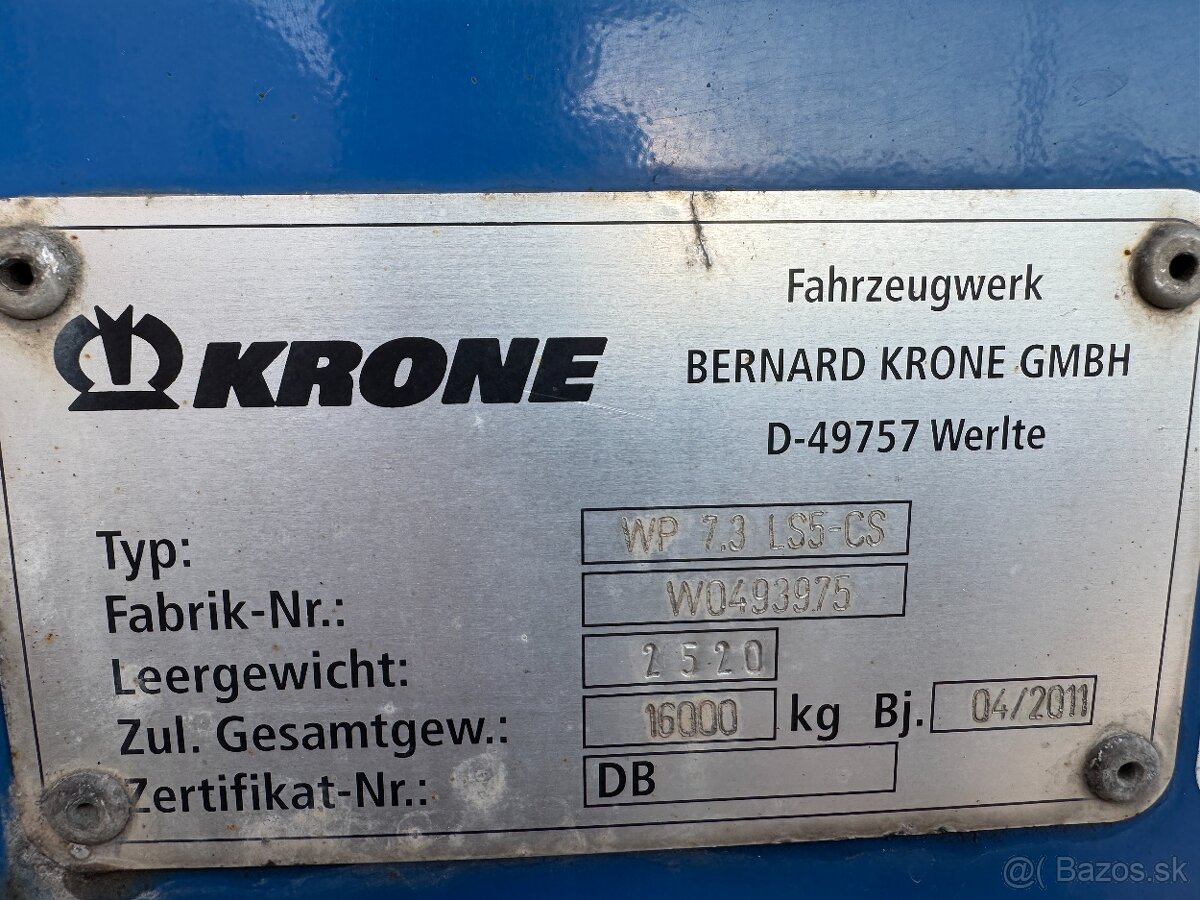 KRONE
Fahrzeugwerk
BERNARD KRONE GMBH
D-49757 Werlte
Typ: WP 7.3 LS5-CS
Fabrik-Nr.: W0493975
Leergewicht: 2520
Zul. Gesamtgew.: 16000 kg Bj. 04/2011
Zertifikat-Nr.: DB
@( Bazos.sk